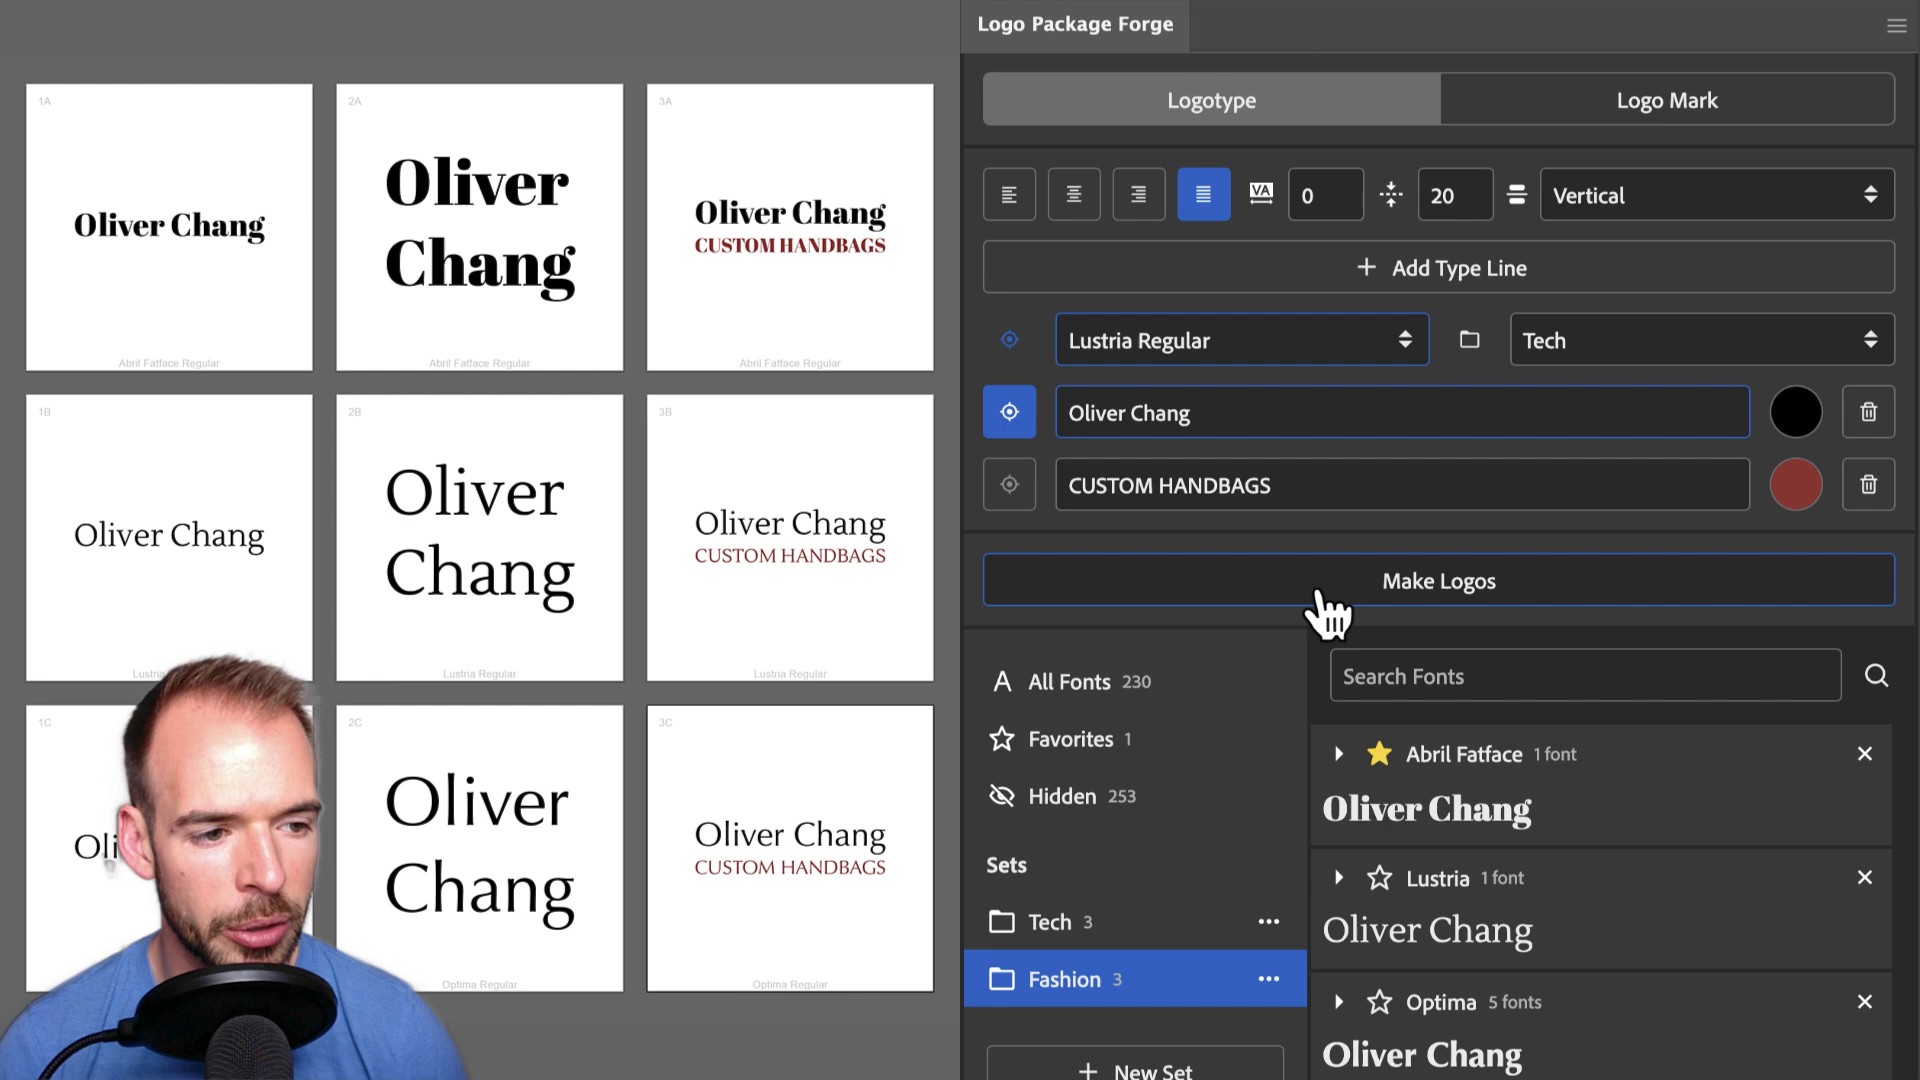 Logo Package Forge
Logotype
Logo Mark
VA
0
20
Vertical
+ Add Type Line
Lustria Regular
Tech
Oliver Chang
CUSTOM HANDBAGS
Make Logos
All Fonts 230
Favorites 1
Hidden 253
Sets
Tech 3
Fashion 3
+ New Set
Search Fonts
Abril Fatface 1 font
Oliver Chang
Lustria 1 font
Oliver Chang
Optima 5 fonts
Oliver Chang
1A
Oliver Chang
Abril Fatface Regular
2A
Oliver
Chang
Abril Fatface Regular
3A
Oliver Chang
CUSTOM HANDBAGS
Abril Fatface Regular
1B
Oliver Chang
2B
Oliver
Chang
Lustria Regular
3B
Oliver Chang
CUSTOM HANDBAGS
Lustria Regular
1C
2C
Oliver
Chang
Optima Regular
3C
Oliver Chang
CUSTOM HANDBAGS
Optima Regular